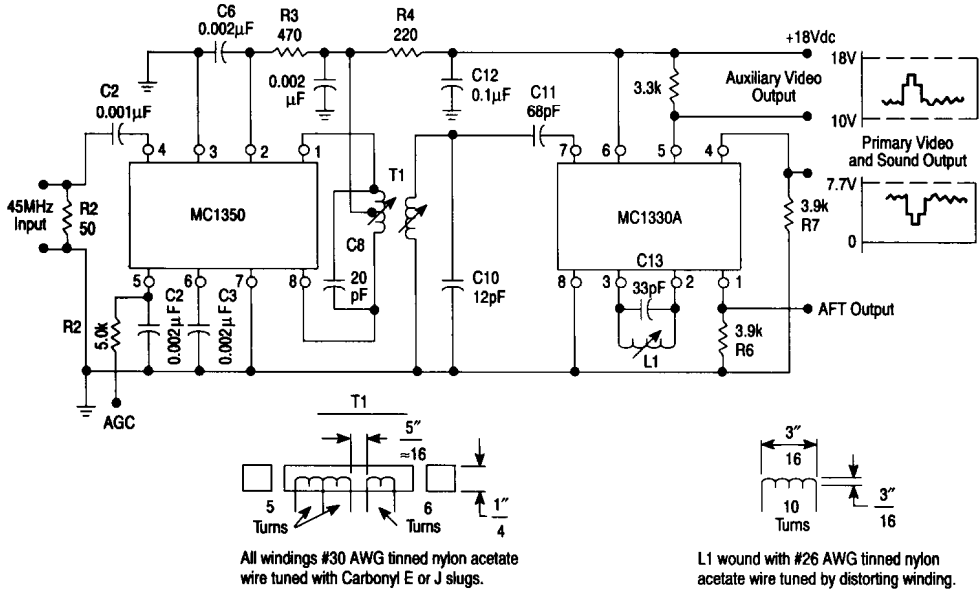 C6
0.002µF
R3
470
R4
220
+18Vdc
18V
C2
0.001µF
0.002
µF
C12
0.1µF
C11
68pF
3.3k
Auxiliary Video
Output
10V
4
3
2
1
T1
7
6
5
4
Primary Video
and Sound Output
7.7V
45MHz
Input
R2
50
MC1350
MC1330A
3.9k
R7
0
C8
20
pF
C10
12pF
C13
33pF
5
6
7
8
8
3
2
1
L1
AFT Output
R2
5.0k
C2
0.002µF
C3
0.002µF
3.9k
R6
AGC
T1
5"
≈16
5
Turns
6
Turns
1"
4
3"
16
10
Turns
3"
16
All windings #30 AWG tinned nylon acetate
wire tuned with Carbonyl E or J slugs.
L1 wound with #26 AWG tinned nylon
acetate wire tuned by distorting winding.